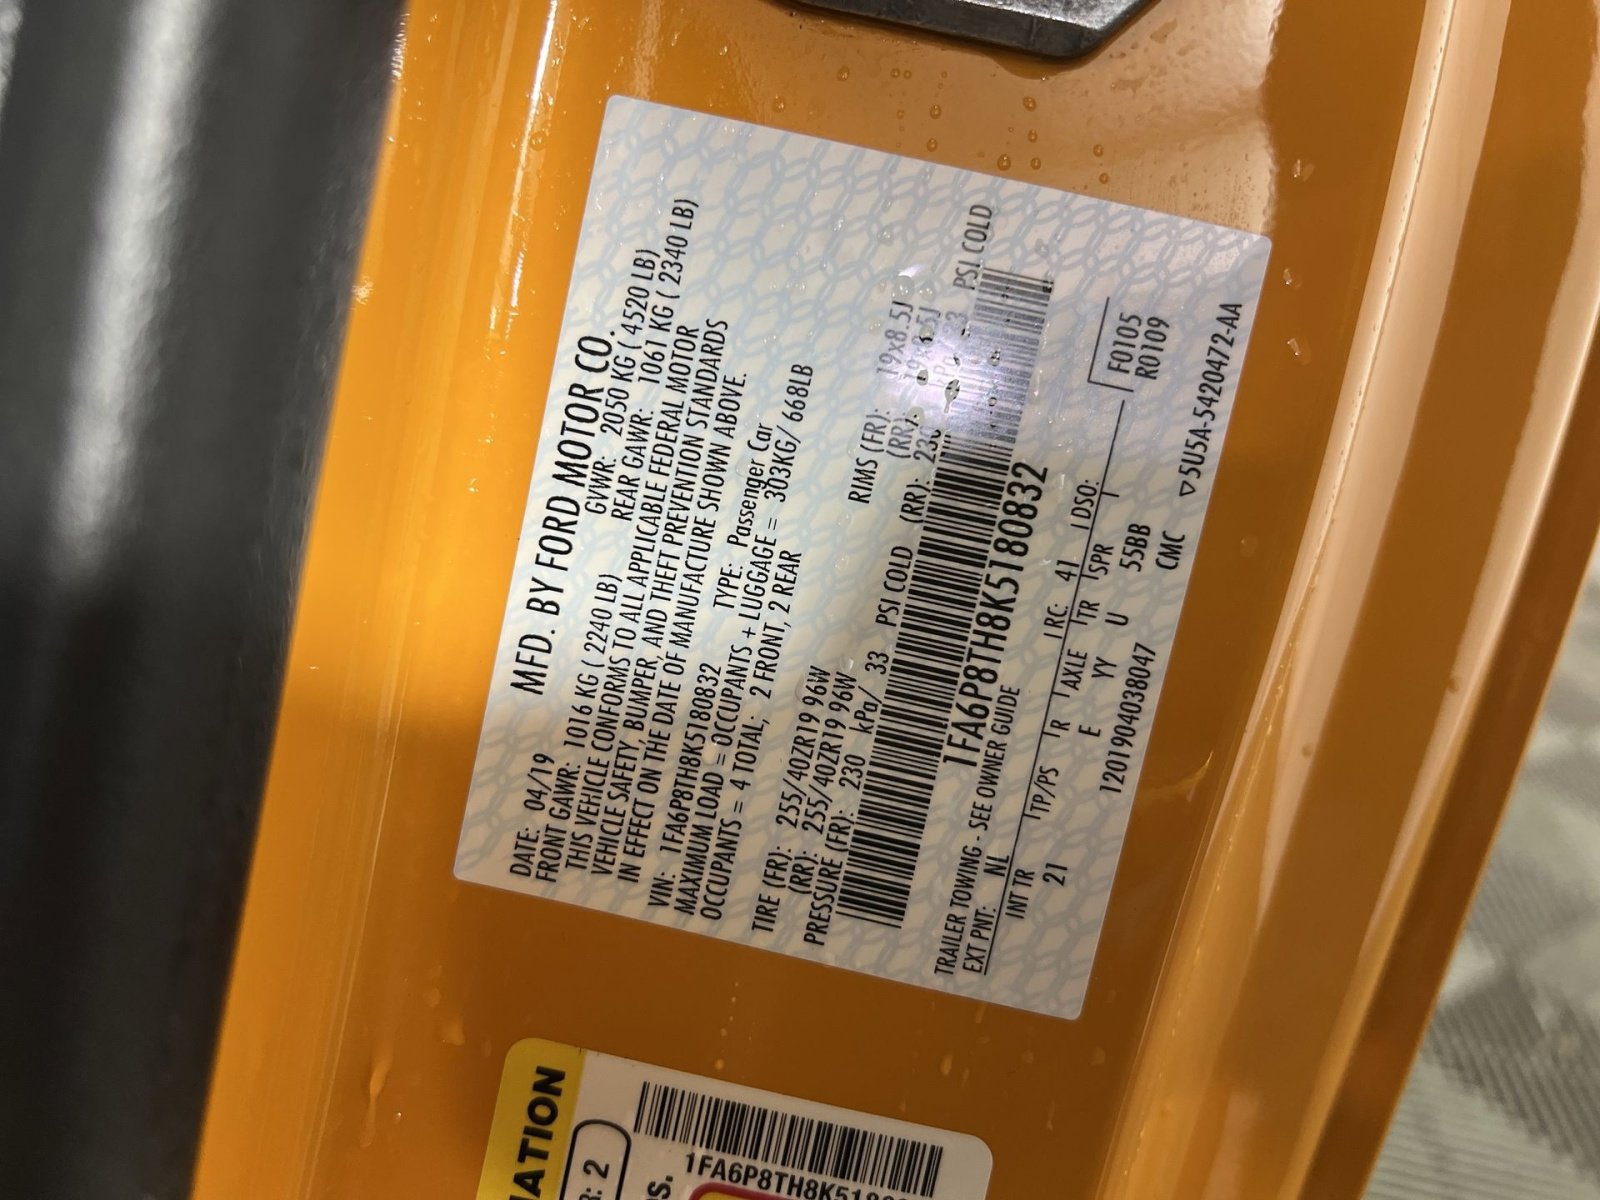 MFD. BY FORD MOTOR CO.
DATE: 04/19 GVWR: 2050 KG ( 4520 LB)
FRONT GAWR: 1016 KG ( 2240 LB) REAR GAWR: 1061 KG ( 2340 LB)
THIS VEHICLE CONFORMS TO ALL APPLICABLE FEDERAL MOTOR
VEHICLE SAFETY, BUMPER, AND THEFT PREVENTION STANDARDS
IN EFFECT ON THE DATE OF MANUFACTURE SHOWN ABOVE.
VIN: 1FA6P8TH8K5180832 TYPE: Passenger Car
MAXIMUM LOAD = OCCUPANTS + LUGGAGE = 303KG/ 668LB
OCCUPANTS = 4 TOTAL; 2 FRONT, 2 REAR
TIRE (FR): 255/40ZR19 96W RIMS (FR): 19x8.5J
(RR): 255/40ZR19 96W (RR):
PRESSURE (FR): 230 kPa/ 33 PSI COLD (RR): 230 PSI COLD
1FA6P8TH8K5180832
TRAILER TOWING - SEE OWNER GUIDE
EXT PNT: NL RC: 41 DSO: F0105
R0109
INT TR TP/PS R AXLE TR SPR
21 E YY U 55BB
1201904038047 CMC ▽5U5A-5420472-AA
1FA6P8TH8K518